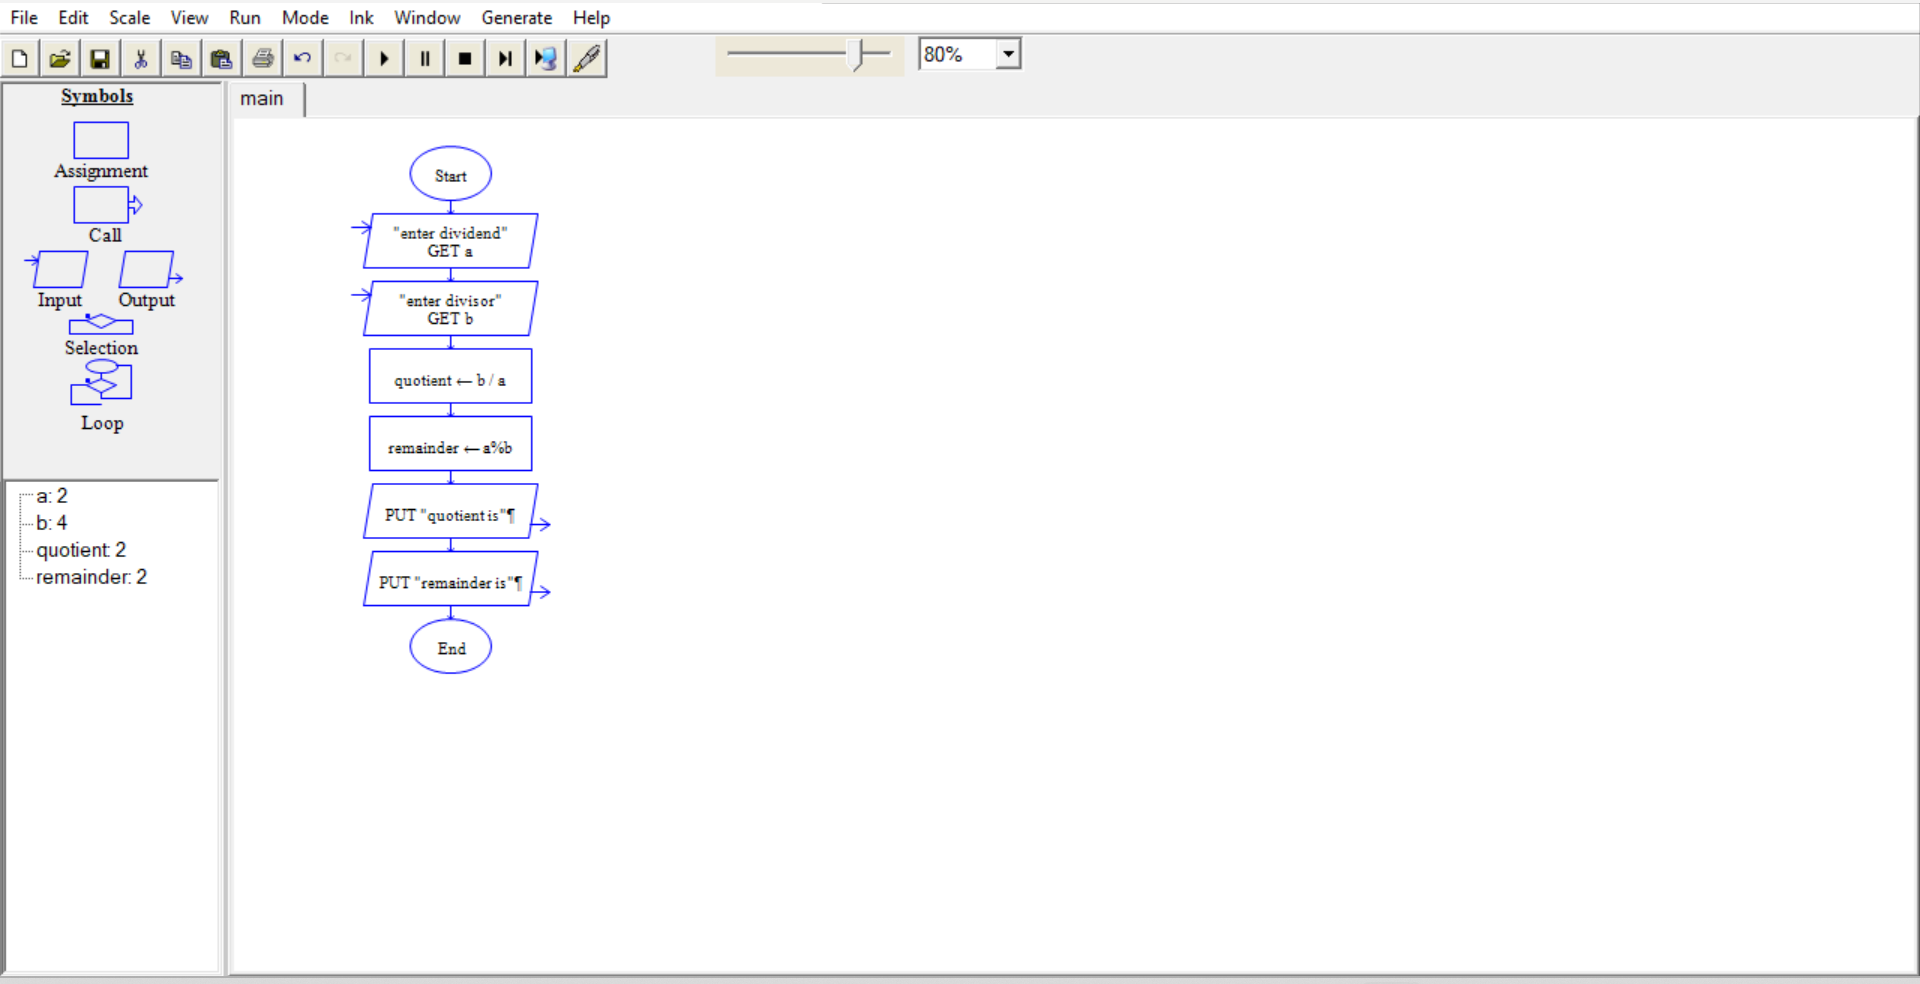 File Edit Scale View Run Mode Ink Window Generate Help
80%
Symbols
Assignment
Call
Input Output
Selection
Loop
a: 2
b: 4
quotient: 2
remainder: 2
main
Start
"enter dividend"
GET a
"enter divisor"
GET b
quotient ← b / a
remainder ← a%b
PUT "quotient is"¶
PUT "remainder is"¶
End